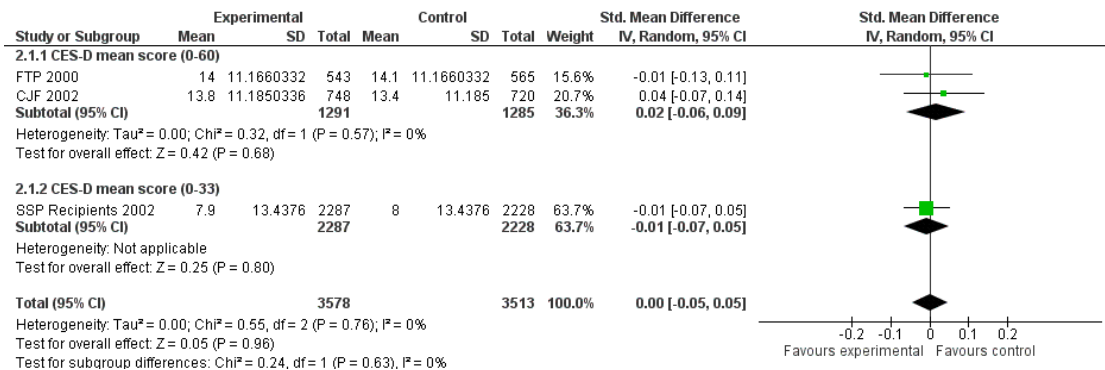 Experimental Control Std. Mean Difference Std. Mean Difference
Study or Subgroup Mean SD Total Mean SD Total Weight IV, Random, 95% CI IV, Random, 95% CI
2.1.1 CES-D mean score (0-60)
FTP 2000 14 11.1660332 543 14.1 11.1660332 565 15.6% -0.01 [-0.13, 0.11]
CJF 2002 13.8 11.1850336 748 13.4 11.185 720 20.7% 0.04 [-0.07, 0.14]
Subtotal (95% CI) 1291 1285 36.3% 0.02 [-0.06, 0.09]
Heterogeneity: Tau² = 0.00; Chi² = 0.32, df = 1 (P = 0.57); I² = 0%
Test for overall effect: Z = 0.42 (P = 0.68)
2.1.2 CES-D mean score (0-33)
SSP Recipients 2002 7.9 13.4376 2287 8 13.4376 2228 63.7% -0.01 [-0.07, 0.05]
Subtotal (95% CI) 2287 2228 63.7% -0.01 [-0.07, 0.05]
Heterogeneity: Not applicable
Test for overall effect: Z = 0.25 (P = 0.80)
Total (95% CI) 3578 3513 100.0% 0.00 [-0.05, 0.05]
Heterogeneity: Tau² = 0.00; Chi² = 0.55, df = 2 (P = 0.76); I² = 0%
Test for overall effect: Z = 0.05 (P = 0.96)
Test for subgroup differences: Chi² = 0.24, df = 1 (P = 0.63), I² = 0%
-0.2 -0.1 0 0.1 0.2
Favours experimental Favours control